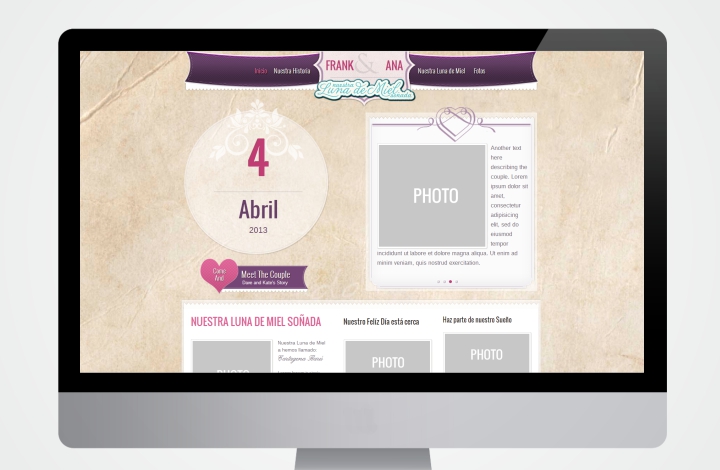 Inicio Nuestra Historia
FRANK & ANA
nuestra
Luna de Miel
soñada
Nuestra Luna de Miel Fotos
4
Abril
2013
Come
And
Meet The Couple
Dave and Kate's Story
PHOTO
Another text
here
describing the
couple. Lorem
ipsum dolor sit
amet,
consectetur
adipisicing
elit, sed do
eiusmod
tempor
incididunt ut labore et dolore magna aliqua. Ut enim ad
minim veniam, quis nostrud exercitation.
NUESTRA LUNA DE MIEL SOÑADA
PHOTO
Nuestra Luna de Miel
a hemos llamado:
Nuestro Feliz Día está cerca
PHOTO
Haz parte de nuestro Sueño
PHOTO